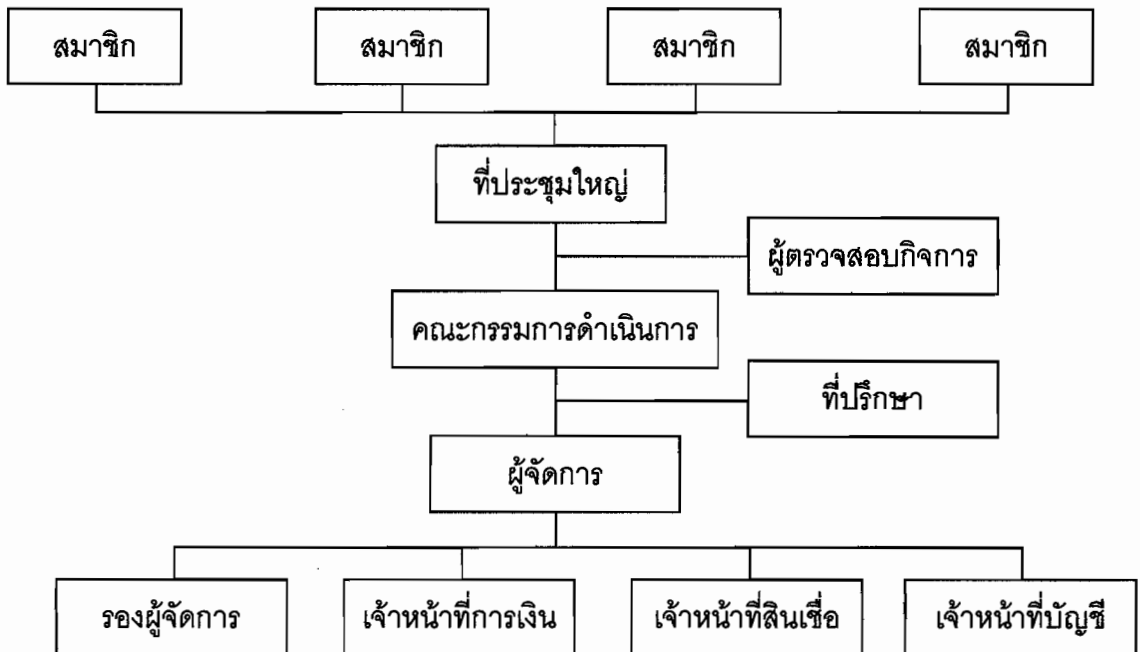 สมาชิก สมาชิก สมาชิก สมาชิก
ที่ประชุมใหญ่
ผู้ตรวจสอบกิจการ
คณะกรรมการดำเนินการ
ที่ปรึกษา
ผู้จัดการ
รองผู้จัดการ เจ้าหน้าที่การเงิน เจ้าหน้าที่สินเชื่อ เจ้าหน้าที่บัญชี